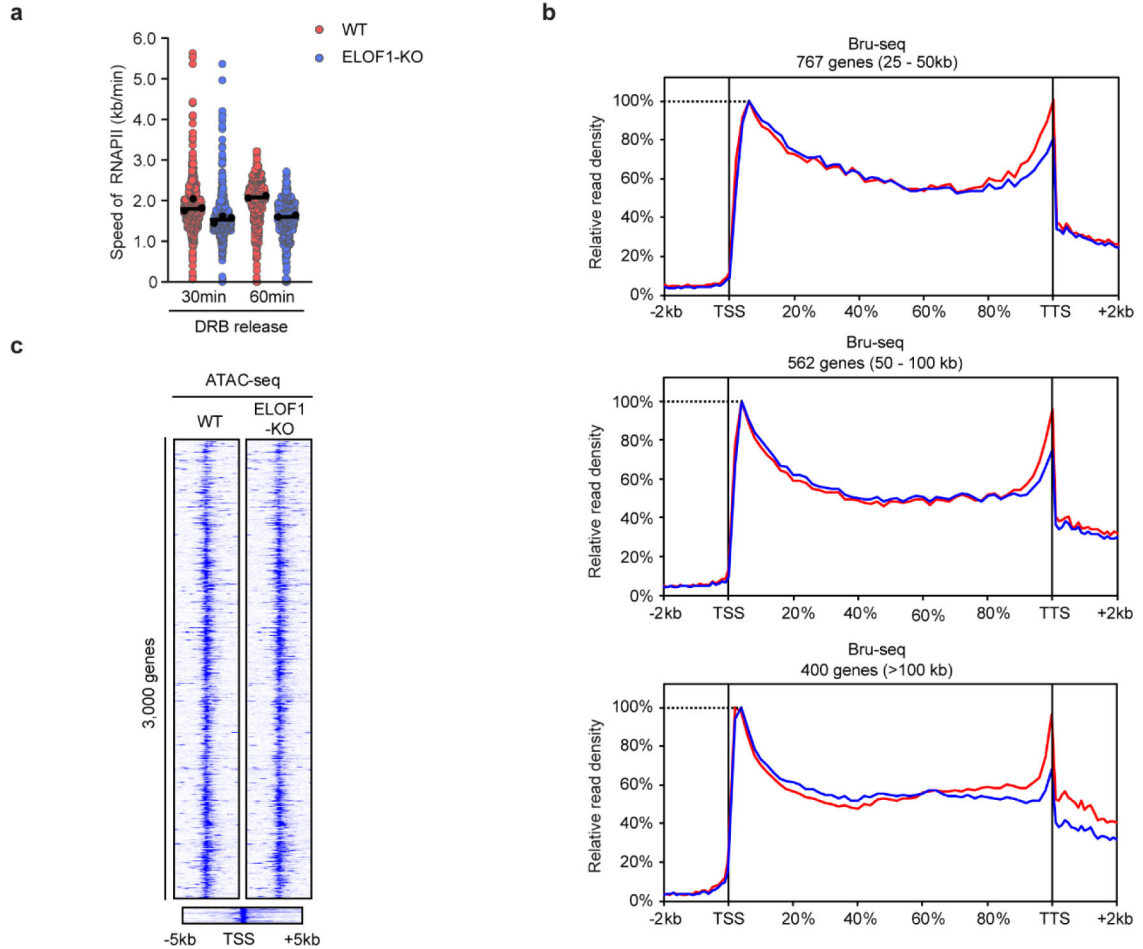 a
WT
ELOF1-KO
6.0
5.0
4.0
3.0
2.0
1.0
0
Speed of RNAPII (kb/min)
30min 60min
DRB release
b
Bru-seq
767 genes (25 - 50kb)
100%
80%
60%
40%
20%
0%
Relative read density
-2kb TSS 20% 40% 60% 80% TTS +2kb
Bru-seq
562 genes (50 - 100 kb)
100%
80%
60%
40%
20%
0%
Relative read density
-2kb TSS 20% 40% 60% 80% TTS +2kb
Bru-seq
400 genes (>100 kb)
100%
80%
60%
40%
20%
0%
Relative read density
-2kb TSS 20% 40% 60% 80% TTS +2kb
c
ATAC-seq
WT
ELOF1
-KO
3,000 genes
-5kb TSS +5kb